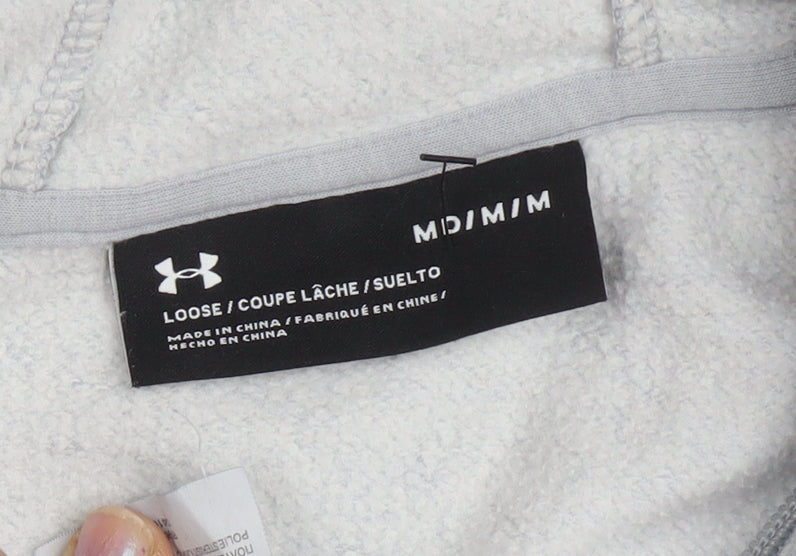 MD/M/M
LOOSE / COUPE LÂCHE / SUELTO
MADE IN CHINA / FABRIQUÉ EN CHINE /
HECHO EN CHINA